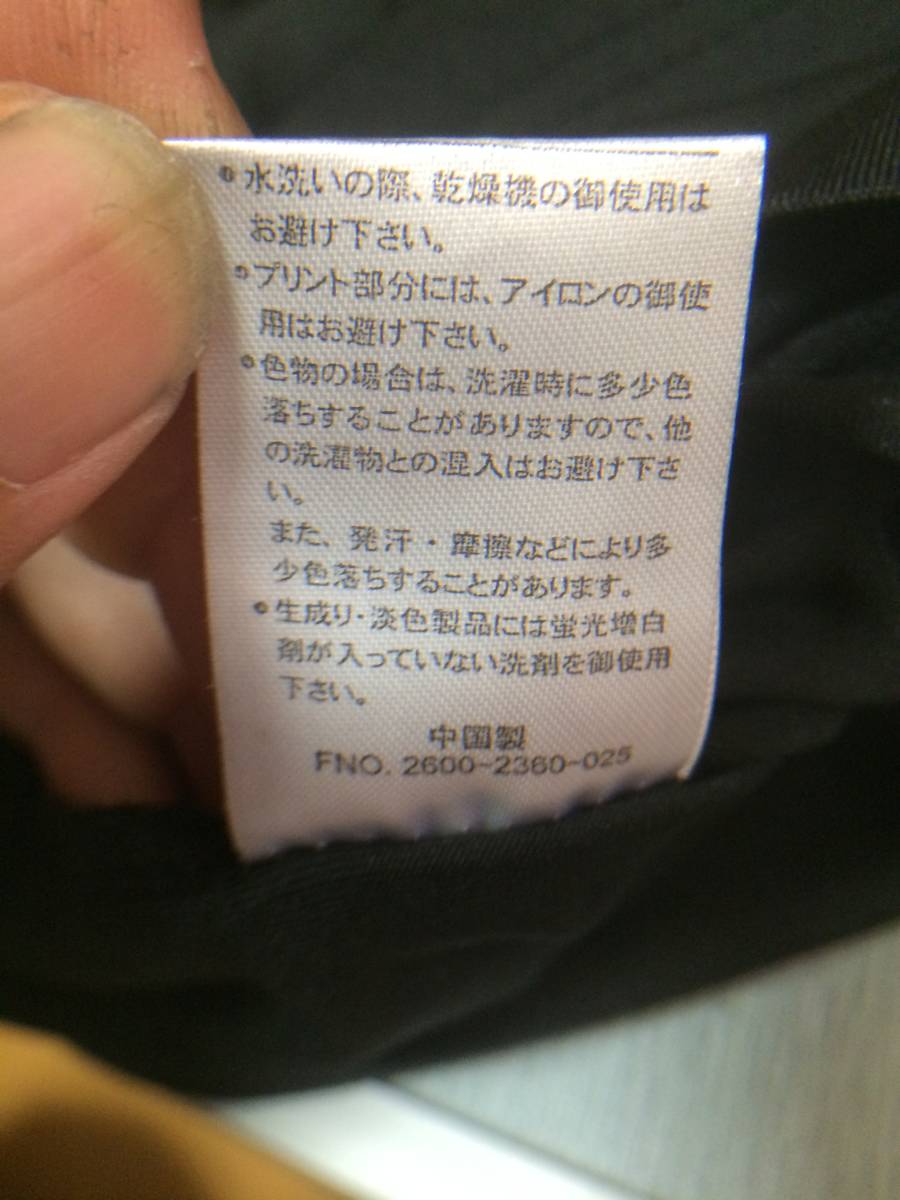 •水洗いの際、乾燥機の御使用は
お避け下さい。
•プリント部分には、アイロンの御使
用はお避け下さい。
•色物の場合は、洗濯時に多少色
落ちすることがありますので、他
の洗濯物との混入はお避け下さ
い。
また、発汗・摩擦などにより多
少色落ちすることがあります。
•生成り・淡色製品には蛍光増白
剤が入っていない洗剤を御使用
下さい。
中国製
FNO. 2600-2360-025